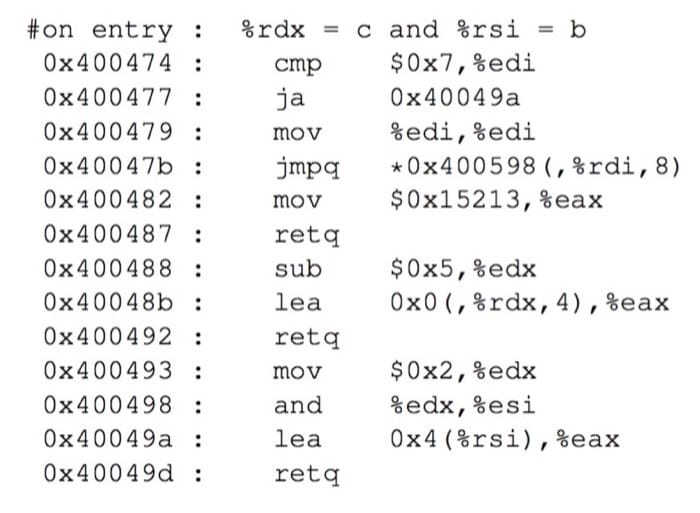 #on entry : %rdx = c and %rsi = b
0x400474 : cmp $0x7,%edi
0x400477 : ja 0x40049a
0x400479 : mov %edi,%edi
0x40047b : jmpq *0x400598(,%rdi,8)
0x400482 : mov $0x15213,%eax
0x400487 : retq
0x400488 : sub $0x5,%edx
0x40048b : lea 0x0(,%rdx,4),%eax
0x400492 : retq
0x400493 : mov $0x2,%edx
0x400498 : and %edx,%esi
0x40049a : lea 0x4(%rsi),%eax
0x40049d : retq